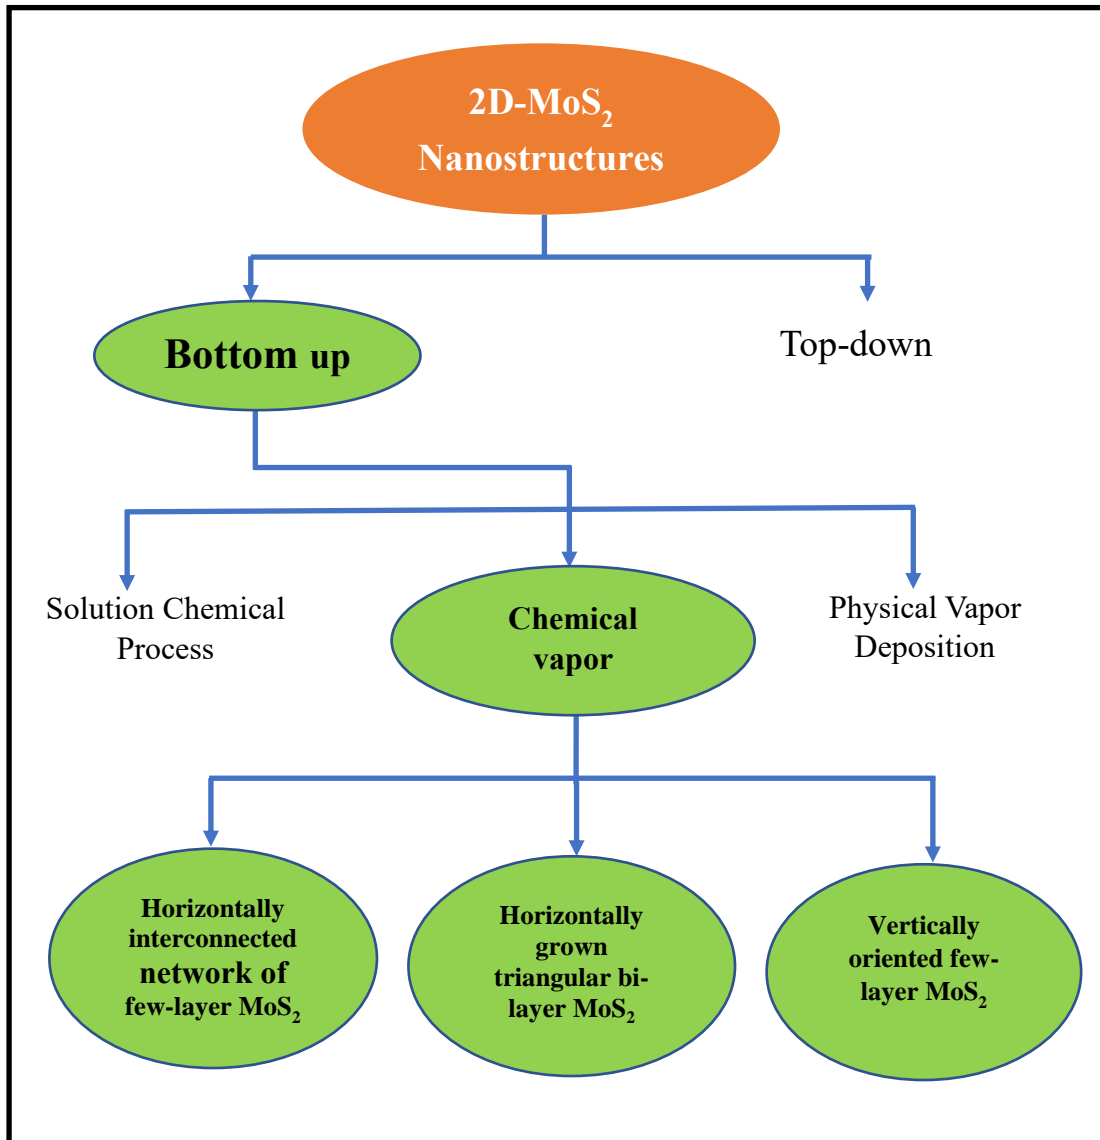 2D-MoS₂
Nanostructures
Bottom up
Top-down
Solution Chemical
Process
Chemical
vapor
Physical Vapor
Deposition
Horizontally
interconnected
network of
few-layer MoS₂
Horizontally
grown
triangular bi-
layer MoS₂
Vertically
oriented few-
layer MoS₂